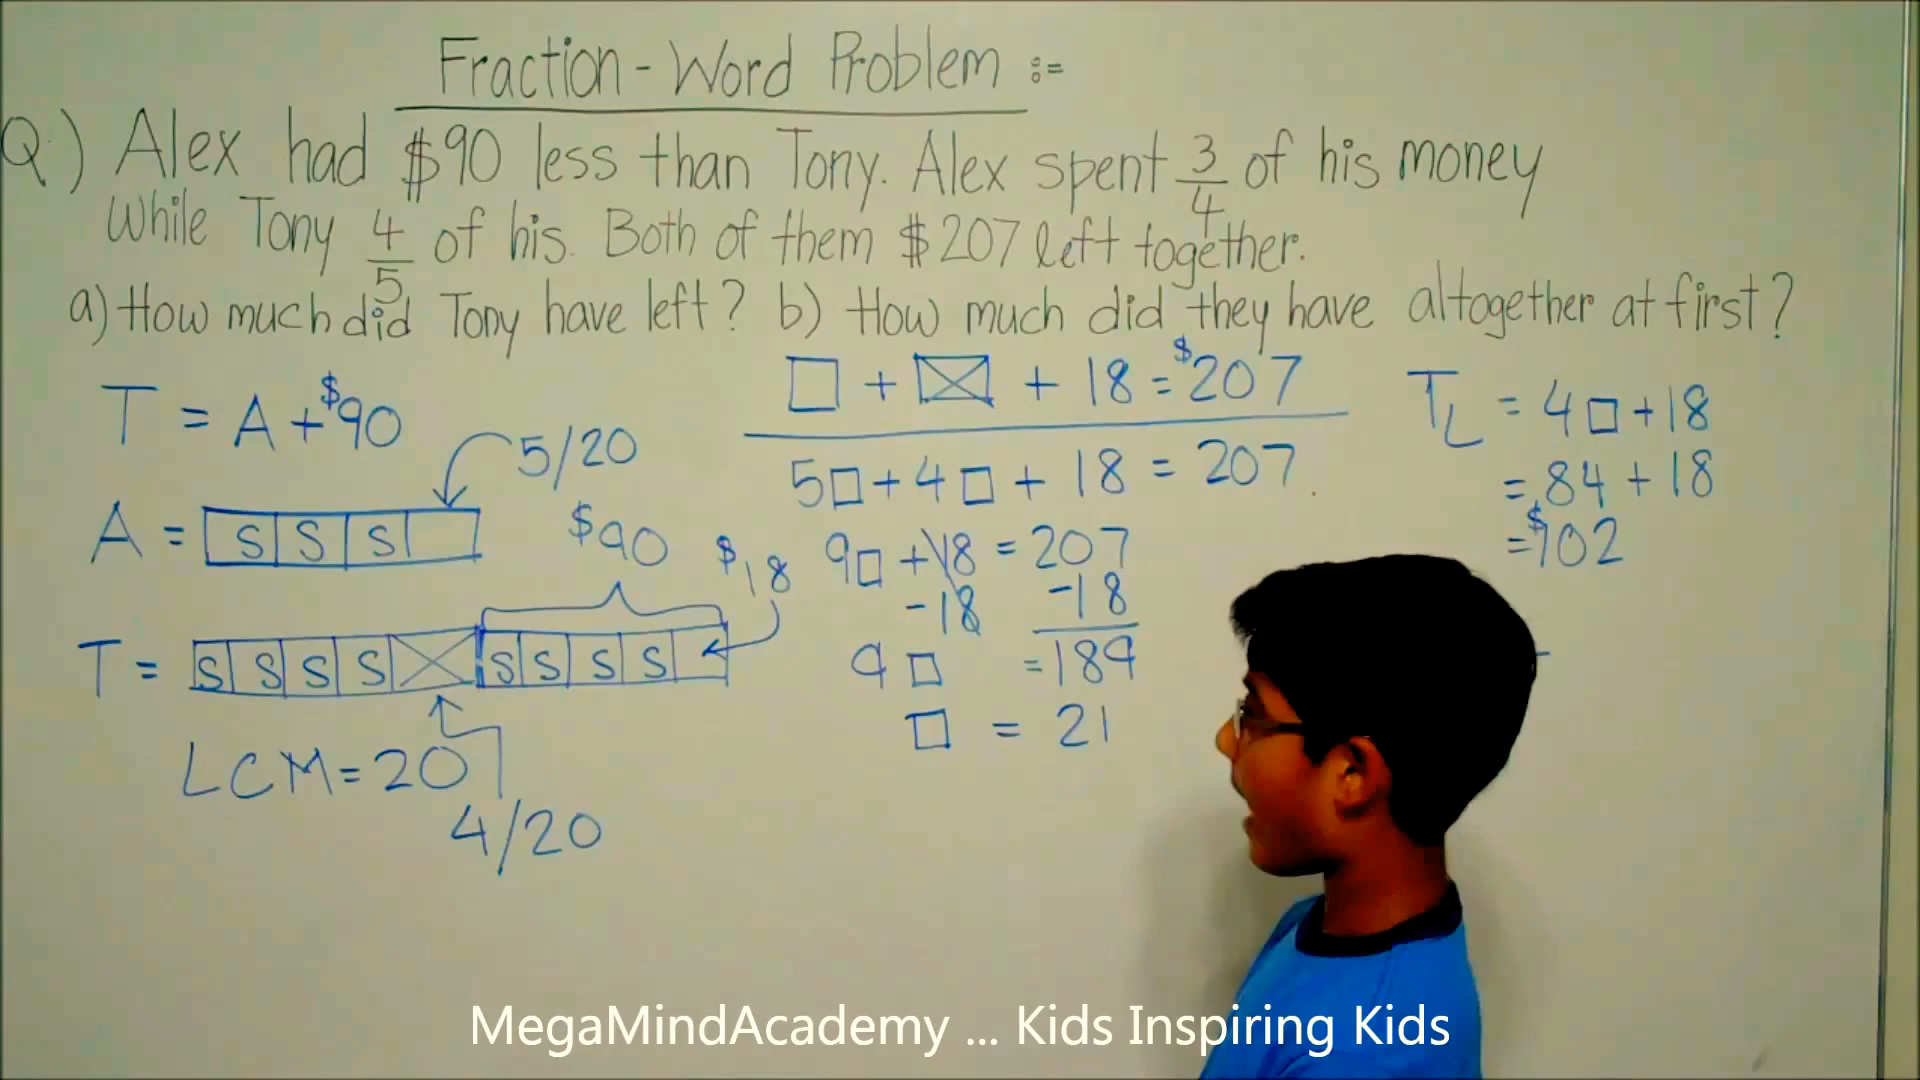 Fraction - Word Problem :=
Q) Alex had $90 less than Tony. Alex spent 3/4 of his money
While Tony 4/5 of his. Both of them $207 left together.
a) How much did Tony have left? b) How much did they have altogether at first?
T = A + $90
5/20
A = S S S
$90
$18
T = S S S S S S S S
LCM = 20
4/20
□ + ☒ + 18 = $207
5□ + 4□ + 18 = 207
9□ + 18 = 207
-18 -18
9□ = 189
□ = 21
TL = 4□ + 18
= 84 + 18
= $102
MegaMindAcademy ... Kids Inspiring Kids